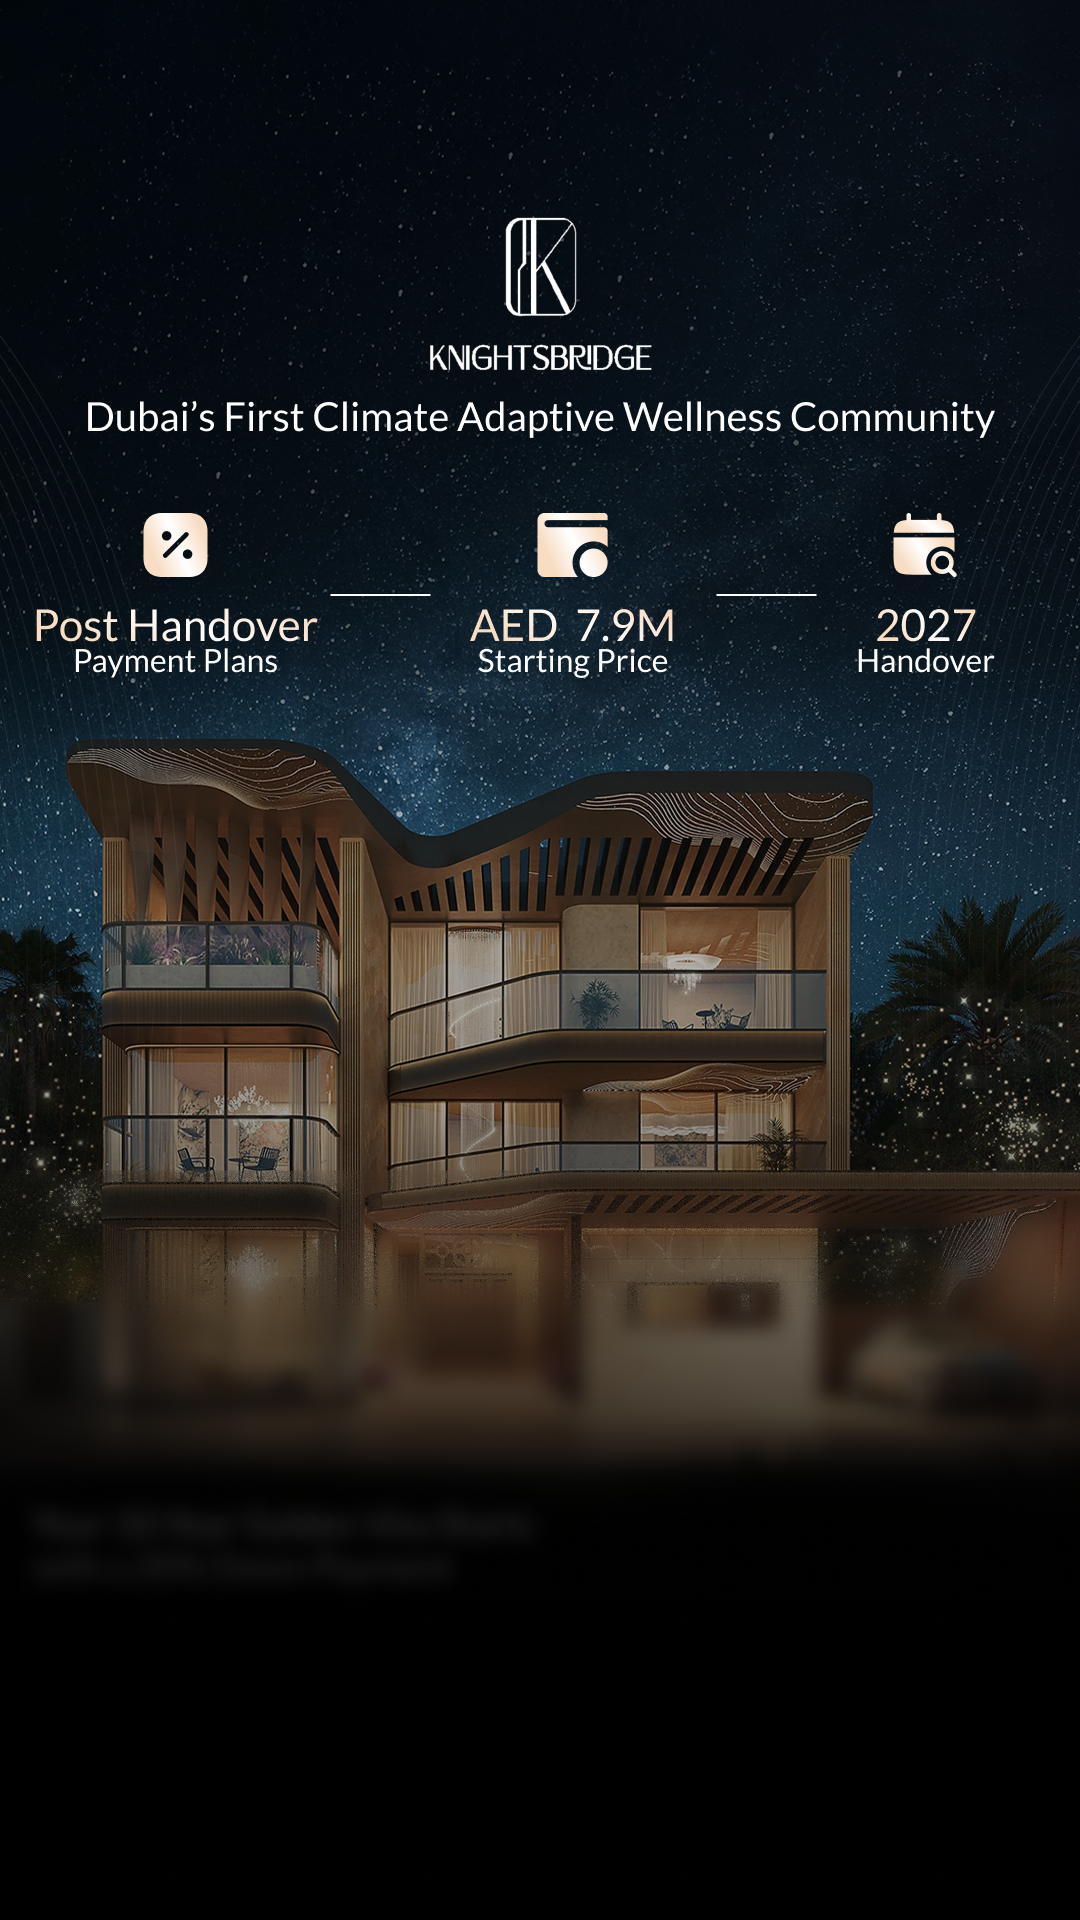 KNIGHTSBRIDGE
Dubai’s First Climate Adaptive Wellness Community
Post Handover
Payment Plans
AED 7.9M
Starting Price
2027
Handover